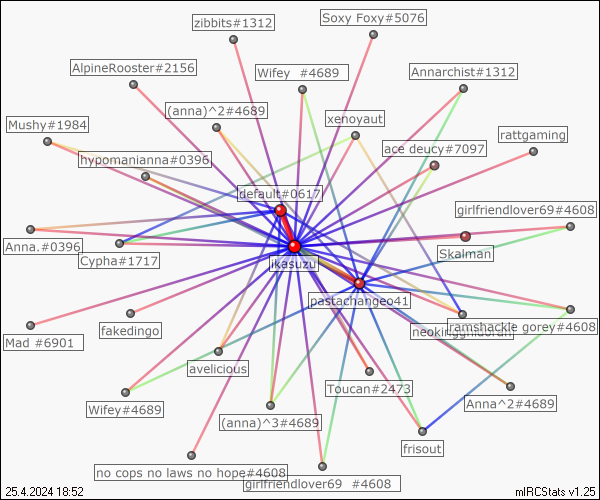 Soxy Foxy#5076
zibbits#1312
AlpineRooster#2156
Wifey #4689
Annarchist#1312
(anna)^2#4689
xenoyaut
Mushy#1984
rattgaming
ace deucy#7097
hypomanianna#0396
default#0617
girlfriendlover69#4608
Anna.#0396
Cypha#1717
Skalman
ikasuzu
pastachangeo41
fakedingo
ramshackle gorey#4608
Mad #6901
avelicious
Toucan#2473
Wifey#4689
Anna^2#4689
(anna)^3#4689
frisout
no cops no laws no hope#4608
girlfriendlover69 #4608
25.4.2024 18:52
mIRCStats v1.25